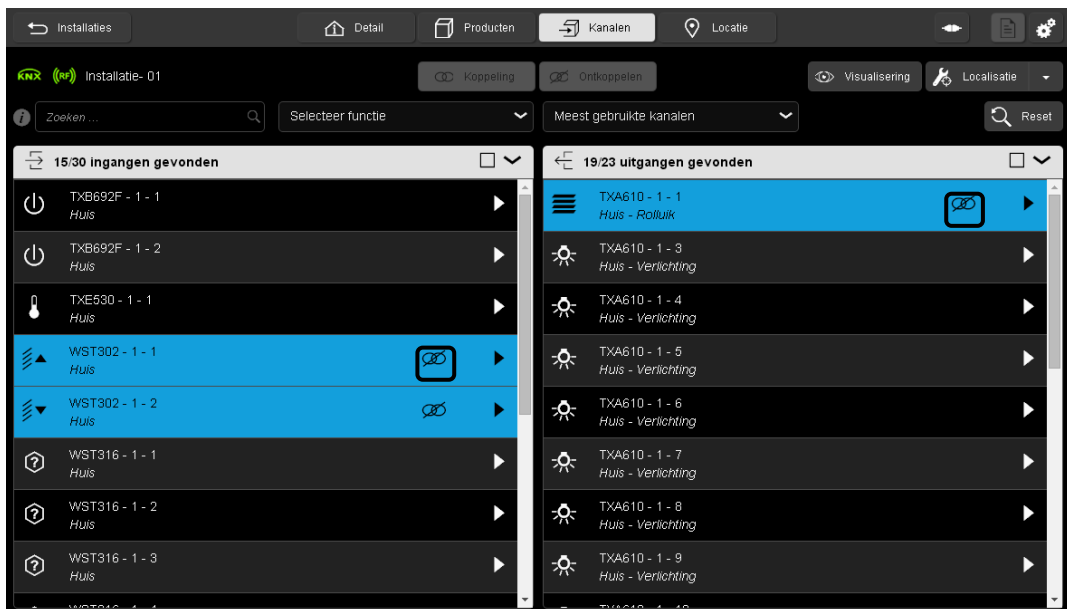 Installaties
Detail
Producten
Kanalen
Locatie
KNX ((RF)) Installatie- 01
Koppeling
Ontkoppelen
Visualisering
Localisatie
Zoeken ...
Selecteer functie
Meest gebruikte kanalen
Reset
15/30 ingangen gevonden
TXB692F - 1 - 1
Huis
TXB692F - 1 - 2
Huis
TXE530 - 1 - 1
Huis
WST302 - 1 - 1
Huis
WST302 - 1 - 2
Huis
WST316 - 1 - 1
Huis
WST316 - 1 - 2
Huis
WST316 - 1 - 3
Huis
19/23 uitgangen gevonden
TXA610 - 1 - 1
Huis - Rolluik
TXA610 - 1 - 3
Huis - Verlichting
TXA610 - 1 - 4
Huis - Verlichting
TXA610 - 1 - 5
Huis - Verlichting
TXA610 - 1 - 6
Huis - Verlichting
TXA610 - 1 - 7
Huis - Verlichting
TXA610 - 1 - 8
Huis - Verlichting
TXA610 - 1 - 9
Huis - Verlichting